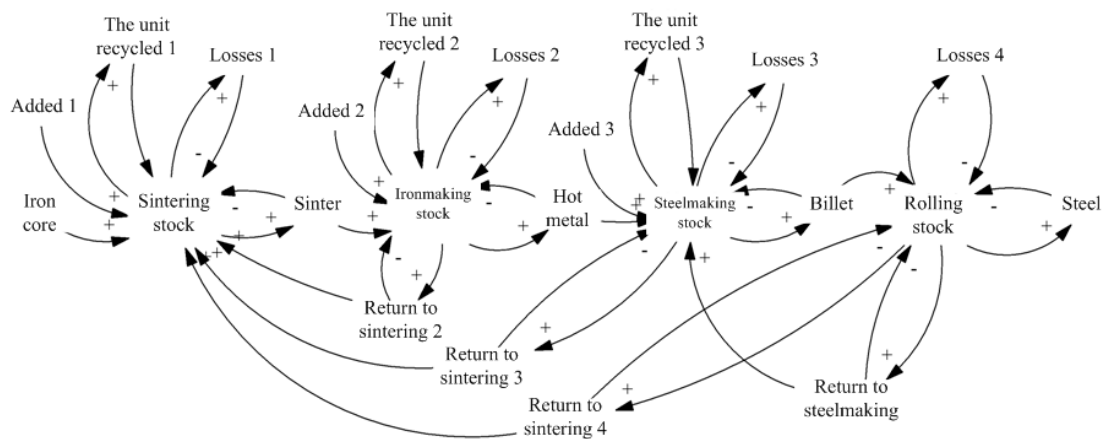 The unit
recycled 1
Losses 1
The unit
recycled 2
Losses 2
The unit
recycled 3
Losses 3
Losses 4
Added 1
Added 2
Added 3
Iron
core
Sintering
stock
Sinter
Ironmaking
stock
Hot
metal
Steelmaking
stock
Billet
Rolling
stock
Steel
Return to
sintering 2
Return to
sintering 3
Return to
sintering 4
Return to
steelmaking